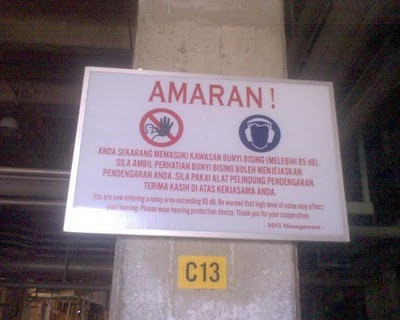 AMARAN !
ANDA SEKARANG MEMASUKI KAWASAN BUNYI BISING (MELEBIHI 85 dB).
SILA AMBIL PERHATIAN BUNYI BISING BOLEH MENJEJASKAN
PENDENGARAN ANDA. SILA PAKAI ALAT PELINDUNG PENDENGARAN.
TERIMA KASIH DI ATAS KERJASAMA ANDA.
You are now entering a noisy area exceeding 85 dB. Be warned that high level of noise may effect
your hearing. Please wear hearing protection device. Thank you for your cooperation.
- MNI Management -
C13